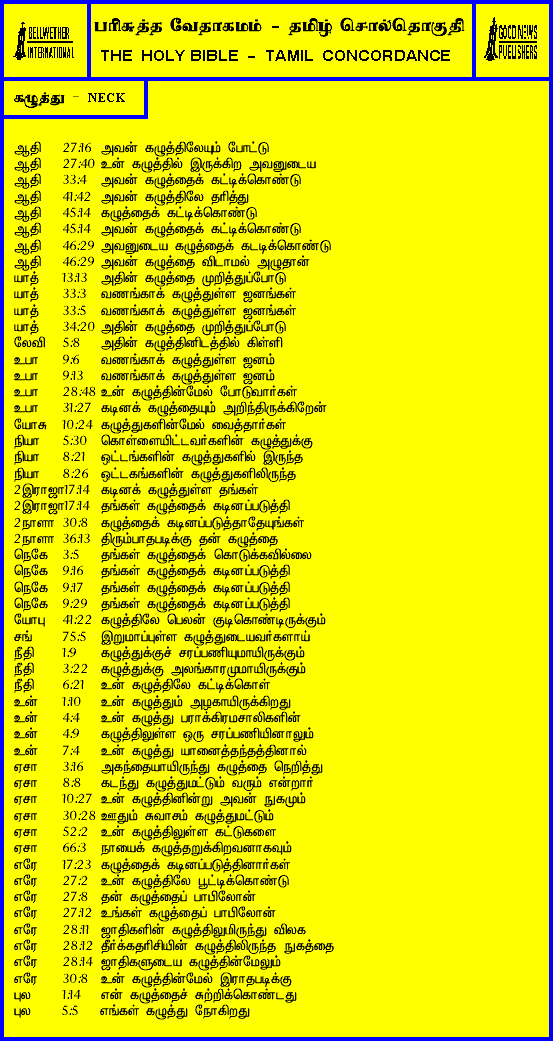 BELLWETHER
INTERNATIONAL
பரிசுத்த வேதாகமம் - தமிழ் சொல்தொகுதி
THE HOLY BIBLE - TAMIL CONCORDANCE
GOOD NEWS
PUBLISHERS
கழுத்து - NECK
ஆதி 27:16 அவன் கழுத்திலேயும் போட்டு
ஆதி 27:40 உன் கழுத்தில் இருக்கிற அவனுடைய
ஆதி 33:4 அவன் கழுத்தைக் கட்டிக்கொண்டு
ஆதி 41:42 அவன் கழுத்திலே தரித்து
ஆதி 45:14 கழுத்தைக் கட்டிக்கொண்டு
ஆதி 45:14 அவன் கழுத்தைக் கட்டிக்கொண்டு
ஆதி 46:29 அவனுடைய கழுத்தைக் கடடிக்கொண்டு
ஆதி 46:29 அவன் கழுத்தை விடாமல் அழுதான்
யாத் 13:13 அதின் கழுத்தை முறித்துப்போடு
யாத் 33:3 வணங்காக் கழுத்துள்ள ஜனங்கள்
யாத் 33:5 வணங்காக் கழுத்துள்ள ஜனங்கள்
யாத் 34:20 அதின் கழுத்தை முறித்துப்போடு
லேவி 5:8 அதின் கழுத்தினிடத்தில் கிள்ளி
உபா 9:6 வணங்காக் கழுத்துள்ள ஜனம்
உபா 9:13 வணங்காக் கழுத்துள்ள ஜனம்
உபா 28:48 உன் கழுத்தின்மேல் போடுவார்கள்
உபா 31:27 கடினக் கழுத்தையும் அறிந்திருக்கிறேன்
யோசு 10:24 கழுத்துகளின்மேல் வைத்தார்கள்
நியா 5:30 கொள்ளையிட்டவர்களின் கழுத்துக்கு
நியா 8:21 ஒட்டங்களின் கழுத்துகளில் இருந்த
நியா 8:26 ஒட்டகங்களின் கழுத்துகளிலிருந்த
2இராஜா17:14 கடினக் கழுத்துள்ள தங்கள்
2இராஜா17:14 தங்கள் கழுத்தைக் கடினப்படுத்தி
2நாளா 30:8 கழுத்தைக் கடினப்படுத்தாதேயுங்கள்
2நாளா 36:13 திரும்பாதபடிக்கு தன் கழுத்தை
நெகே 3:5 தங்கள் கழுத்தைக் கொடுக்கவில்லை
நெகே 9:16 தங்கள் கழுத்தைக் கடினப்படுத்தி
நெகே 9:17 தங்கள் கழுத்தைக் கடினப்படுத்தி
நெகே 9:29 தங்கள் கழுத்தைக் கடினப்படுத்தி
யோபு 41:22 கழுத்திலே பெலன் குடிகொண்டிருக்கும்
சங் 75:5 இறுமாப்புள்ள கழுத்துடையவர்களாய்
நீதி 1:9 கழுத்துக்குச் சரப்பணியுமாயிருக்கும்
நீதி 3:22 கழுத்துக்கு அலங்காரமுமாயிருக்கும்
நீதி 6:21 உன் கழுத்திலே கட்டிக்கொள்
உன் 1:10 உன் கழுத்தும் அழகாயிருக்கிறது
உன் 4:4 உன் கழுத்து பராக்கிரமசாலிகளின்
உன் 4:9 கழுத்திலுள்ள ஒரு சரப்பணியினாலும்
உன் 7:4 உன் கழுத்து யானைத்தந்தத்தினால்
ஏசா 3:16 அகந்தையாயிருந்து கழுத்தை நெறித்து
ஏசா 8:8 கடந்து கழுத்துமட்டும் வரும் என்றார்
ஏசா 10:27 உன் கழுத்தினின்று அவன் நுகமும்
ஏசா 30:28 ஊதும் சுவாசம் கழுத்துமட்டும்
ஏசா 52:2 உன் கழுத்திலுள்ள கட்டுகளை
ஏசா 66:3 நாயைக் கழுத்தறுக்கிறவனாகவும்
எரே 17:23 கழுத்தைக் கடினப்படுத்தினார்கள்
எரே 27:2 உன் கழுத்திலே பூட்டிக்கொண்டு
எரே 27:8 தன் கழுத்தைப் பாபிலோன்
எரே 27:12 உங்கள் கழுத்தைப் பாபிலோன்
எரே 28:11 ஜாதிகளின் கழுத்திலுமிருந்து விலக
எரே 28:12 தீர்க்கதரிசியின் கழுத்திலிருந்த நுகத்தை
எரே 28:14 ஜாதிகளுடைய கழுத்தின்மேலும்
எரே 30:8 உன் கழுத்தின்மேல் இராதபடிக்கு
புல 1:14 என் கழுத்தைச் சுற்றிக்கொண்டது
புல 5:5 எங்கள் கழுத்து நோகிறது